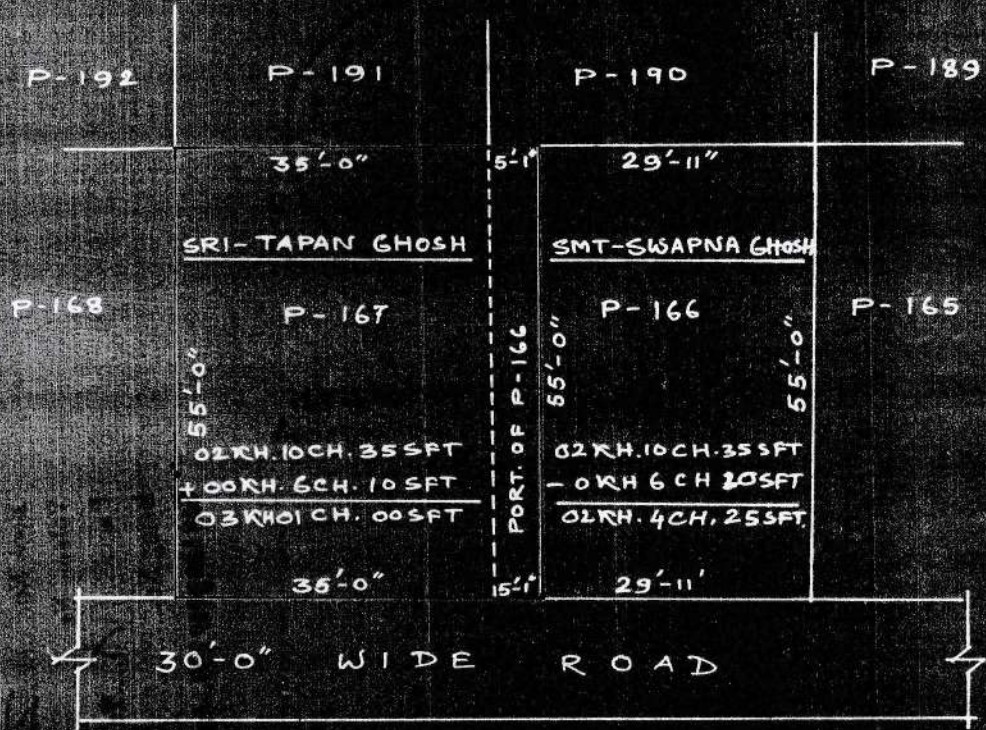 P-192
P-191
P-190
P-189
35'-0"
5'-1"
29'-11"
SRI-TAPAN GHOSH
SMT-SWAPNA GHOSH
P-168
P-167
P-166
P-165
55'-0"
PORT. OF P-166
55'-0"
55'-0"
02KH.10CH.35SFT
+00KH.6CH.10SFT
03KH01CH.00SFT
02KH.10CH.35SFT
-0KH 6CH 10SFT
02KH.4CH.25SFT.
35'-0"
15'-1"
29'-11'
30'-0" WIDE ROAD